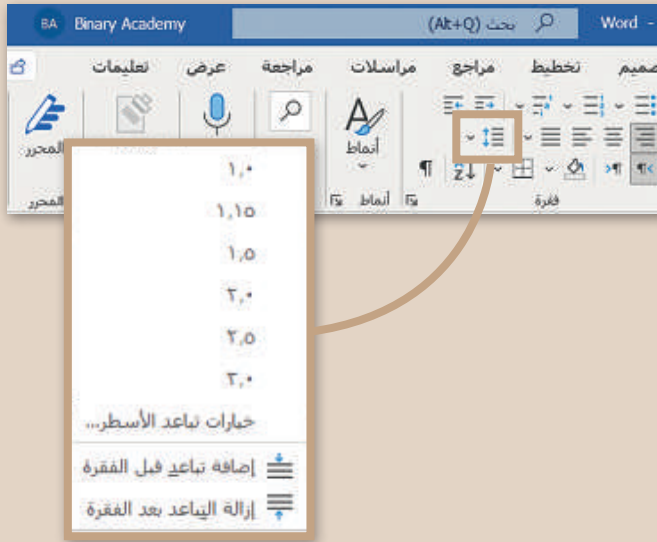 Word -
بحث (Alt+Q)
Binary Academy
BA
تخطيط
مراجع
مراسلات
مراجعة
عرض
تعليمات
أنماط
المحرر
فقرة
أنماط
المحرر
١,٠
١,١٥
١,٥
٢,٠
٢,٥
٣,٠
خيارات تباعد الأسطر...
إضافة تباعد قبل الفقرة
إزالة التباعد بعد الفقرة